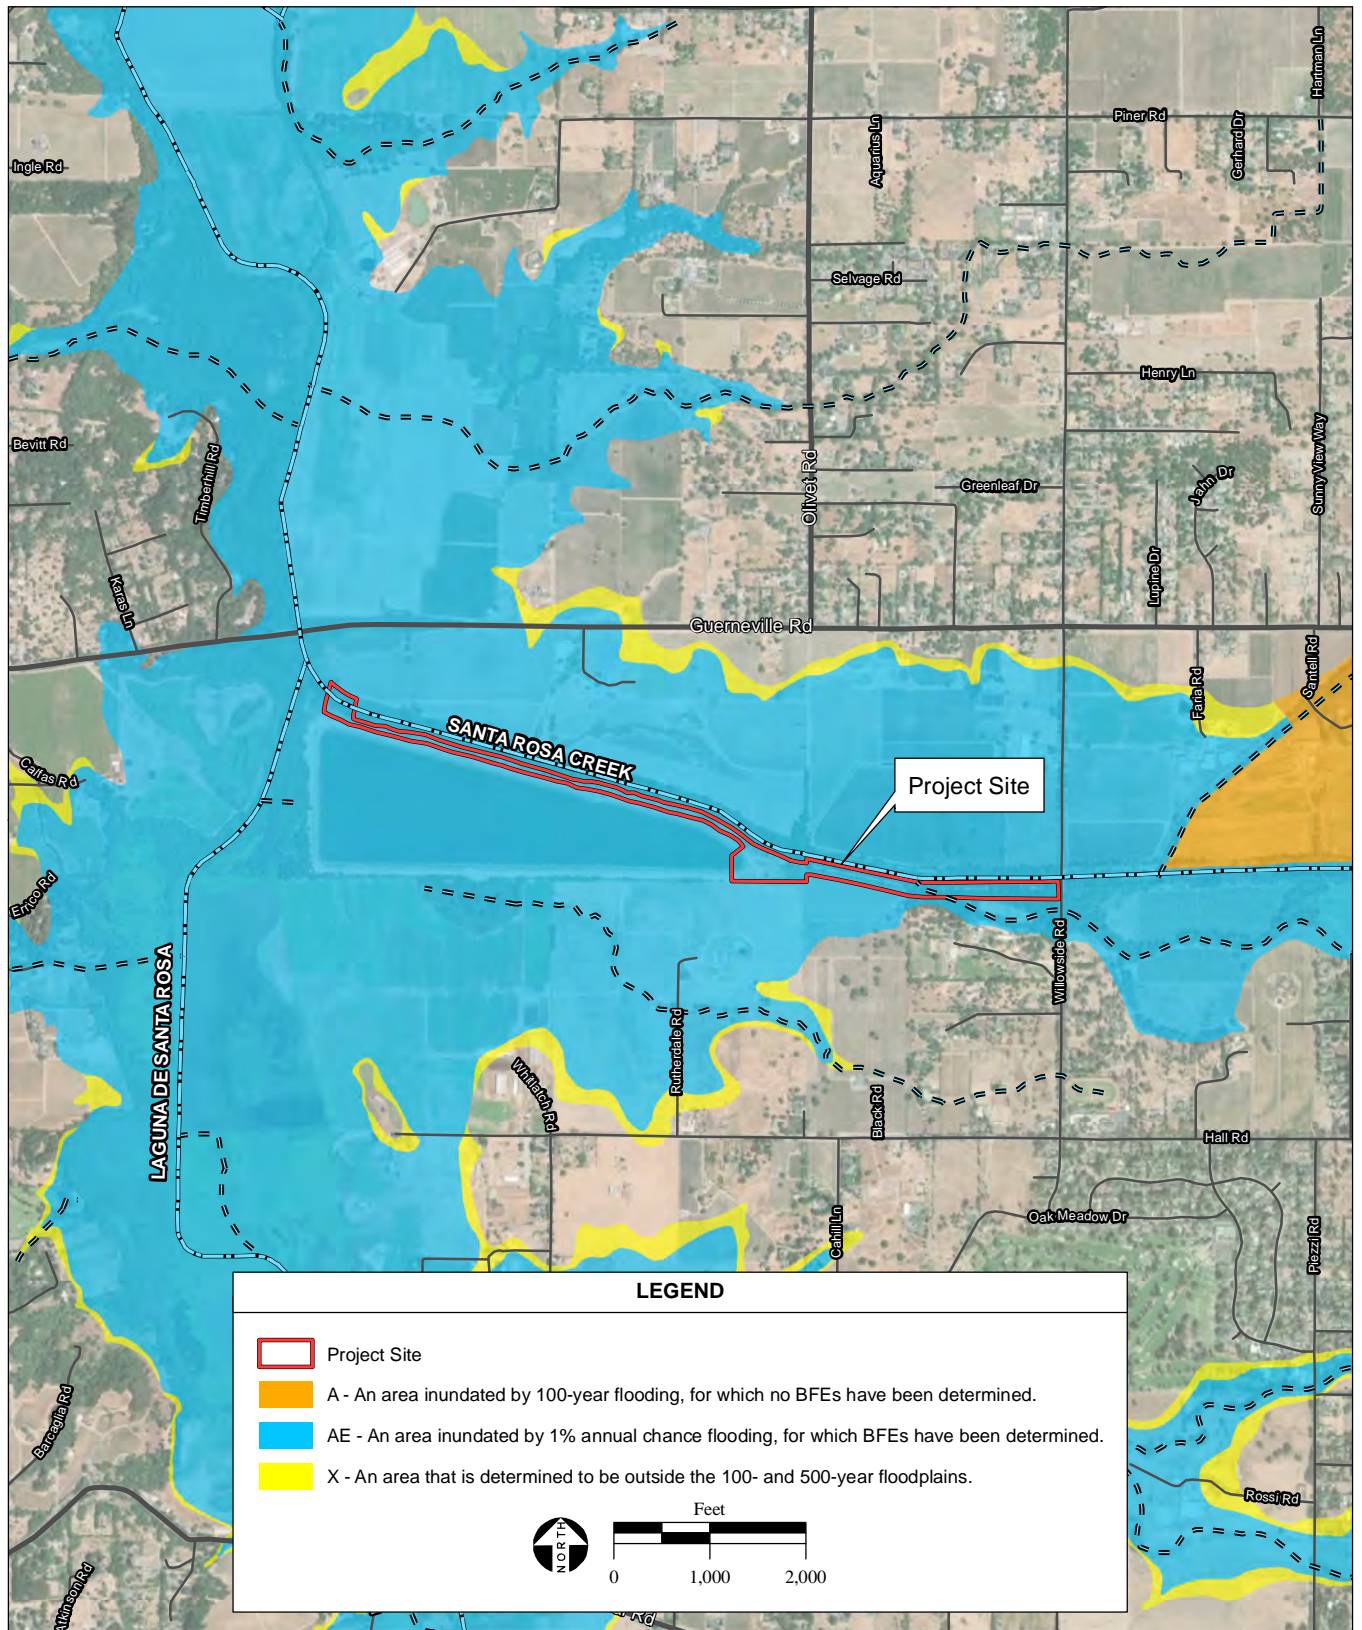 Hartman Ln
Piner Rd
Gerhard Dr
Aquarius Ln
Ingle Rd
Selvage Rd
Henry Ln
Bevitt Rd
Timberhill Rd
Olivet Rd
Greenleaf Dr
Jahn Dr
Sunny View Way
Lupine Dr
Karas Ln
Guerneville Rd
Faria Rd
Santell Rd
SANTA ROSA CREEK
Calfas Rd
Project Site
Errico Rd
LAGUNA DE SANTA ROSA
Willowside Rd
Rutherdale Rd
Whitlatch Rd
Black Rd
Hall Rd
Oak Meadow Dr
Cahill Ln
Piezzi Rd
LEGEND
Project Site
A - An area inundated by 100-year flooding, for which no BFEs have been determined.
AE - An area inundated by 1% annual chance flooding, for which BFEs have been determined.
X - An area that is determined to be outside the 100- and 500-year floodplains.
Feet
NORTH
0 1,000 2,000
Barcaglia Rd
Rossi Rd
Atkinson Rd
Rd